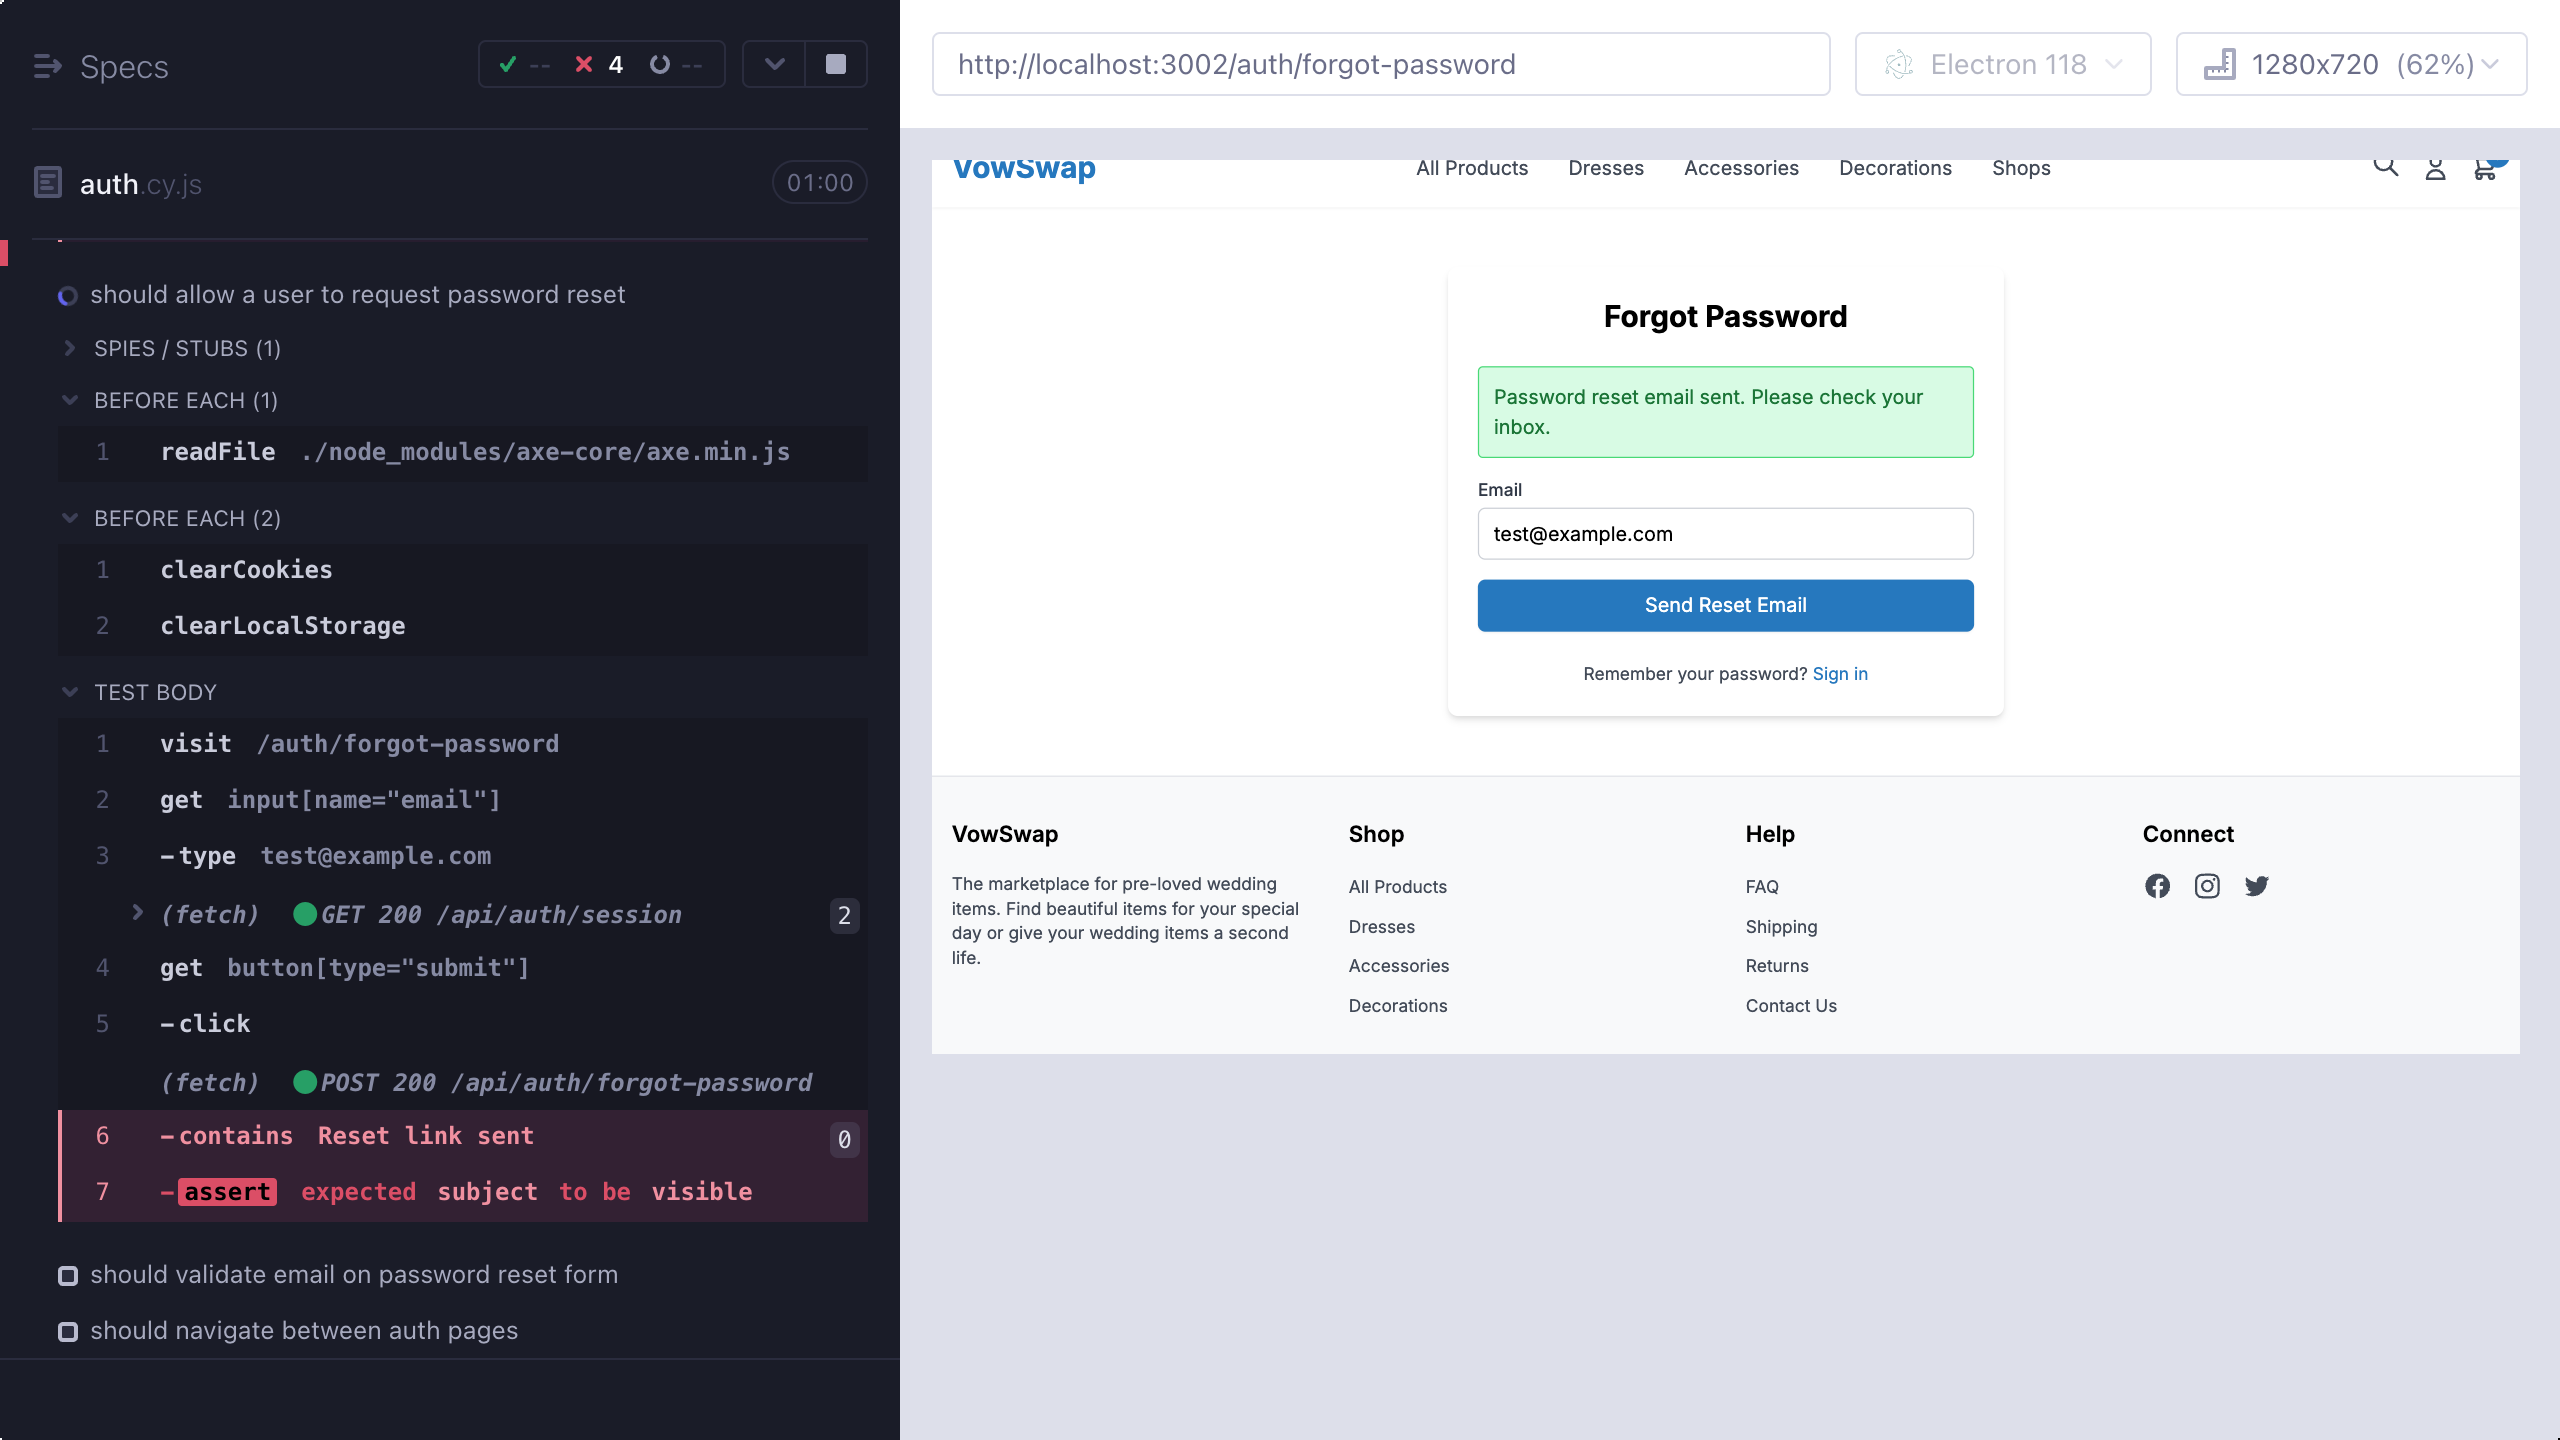 Specs
-- 4 --
auth.cy.js
01:00
should allow a user to request password reset
SPIES / STUBS (1)
BEFORE EACH (1)
1 readFile ./node_modules/axe-core/axe.min.js
BEFORE EACH (2)
1 clearCookies
2 clearLocalStorage
TEST BODY
1 visit /auth/forgot-password
2 get input[name="email"]
3 -type test@example.com
(fetch) GET 200 /api/auth/session 2
4 get button[type="submit"]
5 -click
(fetch) POST 200 /api/auth/forgot-password
6 -contains Reset link sent 0
7 -assert expected subject to be visible
should validate email on password reset form
should navigate between auth pages
http://localhost:3002/auth/forgot-password
Electron 118
1280x720 (62%)
VowSwap
All Products Dresses Accessories Decorations Shops
Forgot Password
Password reset email sent. Please check your
inbox.
Email
test@example.com
Send Reset Email
Remember your password? Sign in
VowSwap
The marketplace for pre-loved wedding
items. Find beautiful items for your special
day or give your wedding items a second
life.
Shop
All Products
Dresses
Accessories
Decorations
Help
FAQ
Shipping
Returns
Contact Us
Connect